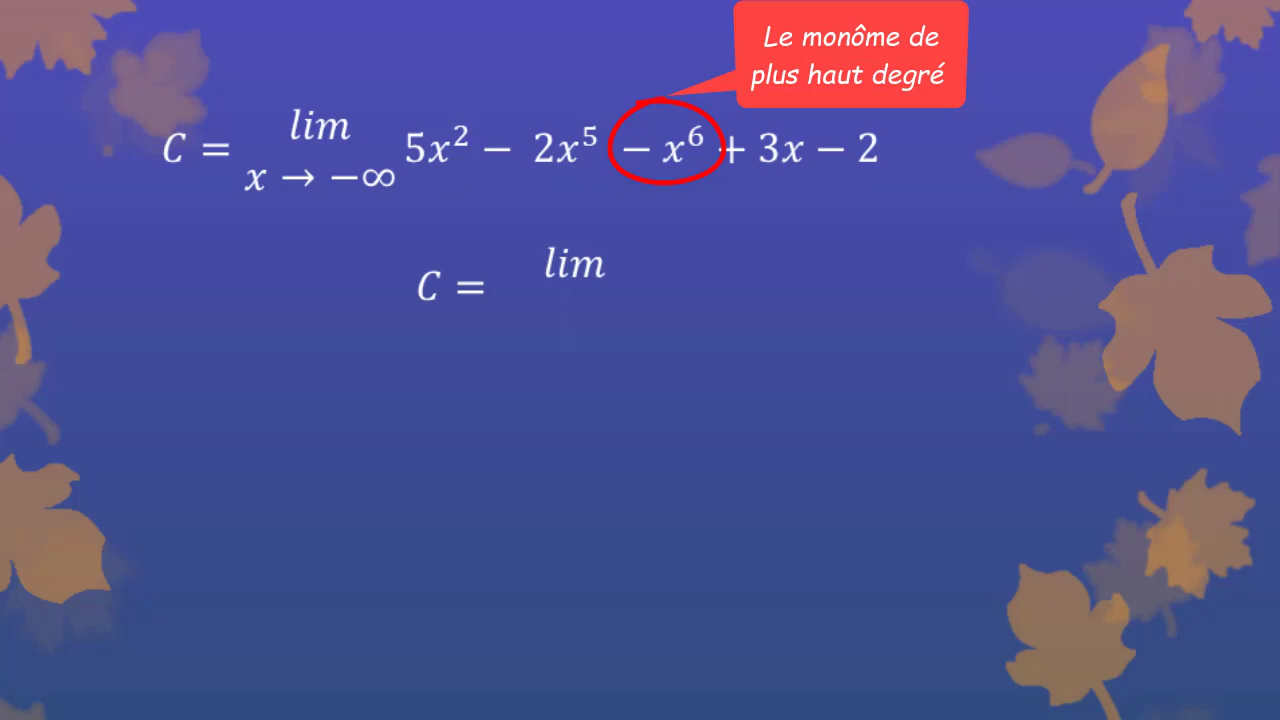 Le monôme de
plus haut degré
C = lim x → −∞ 5x² − 2x⁵ − x⁶ + 3x − 2
C = lim